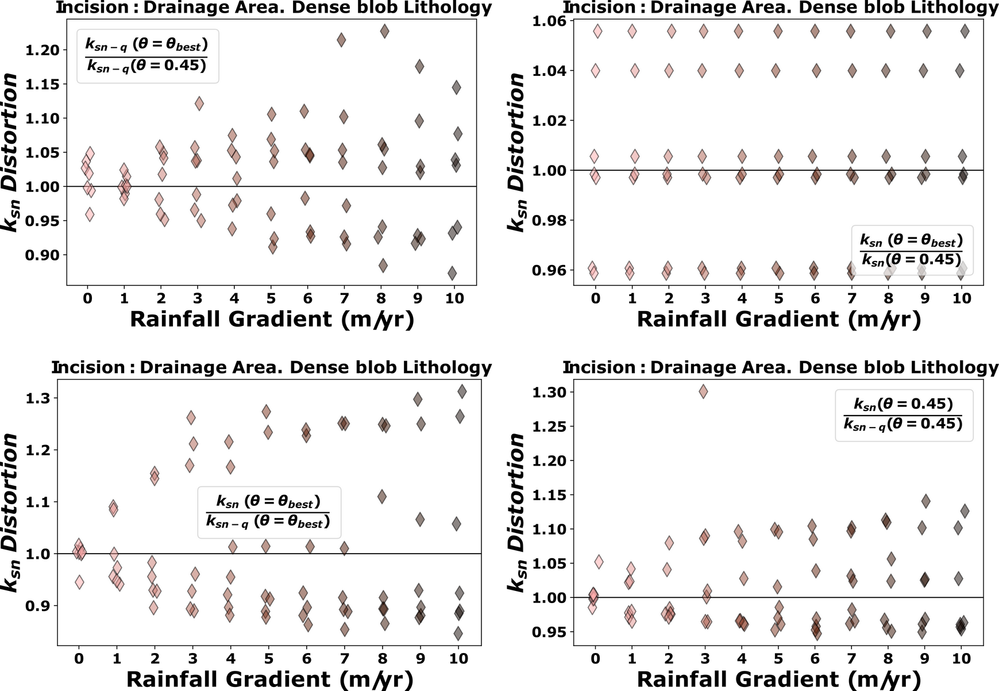 Incision : Drainage Area. Dense blob Lithology
k_sn-q (θ = θ_best)
k_sn-q(θ = 0.45)
1.20
1.15
1.10
1.05
1.00
0.95
0.90
k_sn Distortion
0 1 2 3 4 5 6 7 8 9 10
Rainfall Gradient (m/yr)
Incision : Drainage Area. Dense blob Lithology
1.06
1.04
1.02
1.00
0.98
0.96
k_sn Distortion
k_sn (θ = θ_best)
k_sn(θ = 0.45)
0 1 2 3 4 5 6 7 8 9 10
Rainfall Gradient (m/yr)
Incision : Drainage Area. Dense blob Lithology
1.3
1.2
1.1
1.0
0.9
k_sn Distortion
k_sn (θ = θ_best)
k_sn-q (θ = θ_best)
0 1 2 3 4 5 6 7 8 9 10
Rainfall Gradient (m/yr)
Incision : Drainage Area. Dense blob Lithology
k_sn(θ = 0.45)
k_sn-q(θ = 0.45)
1.30
1.25
1.20
1.15
1.10
1.05
1.00
0.95
k_sn Distortion
0 1 2 3 4 5 6 7 8 9 10
Rainfall Gradient (m/yr)